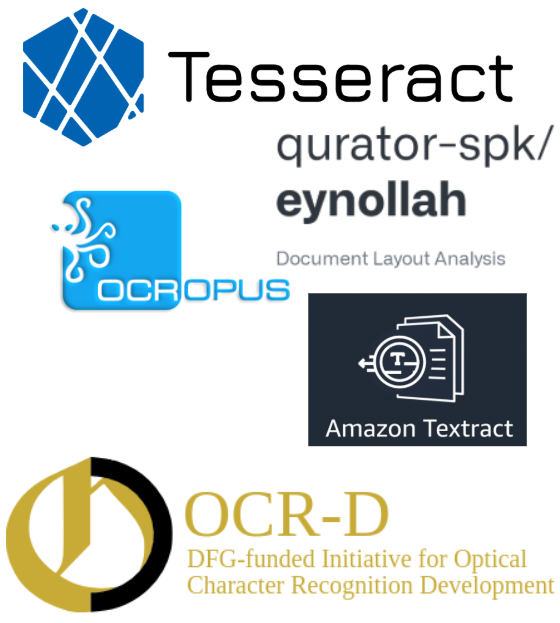 Tesseract
qurator-spk/
eynollah
Document Layout Analysis
OCROPUS
T
Amazon Textract
OCR-D
DFG-funded Initiative for Optical
Character Recognition Development